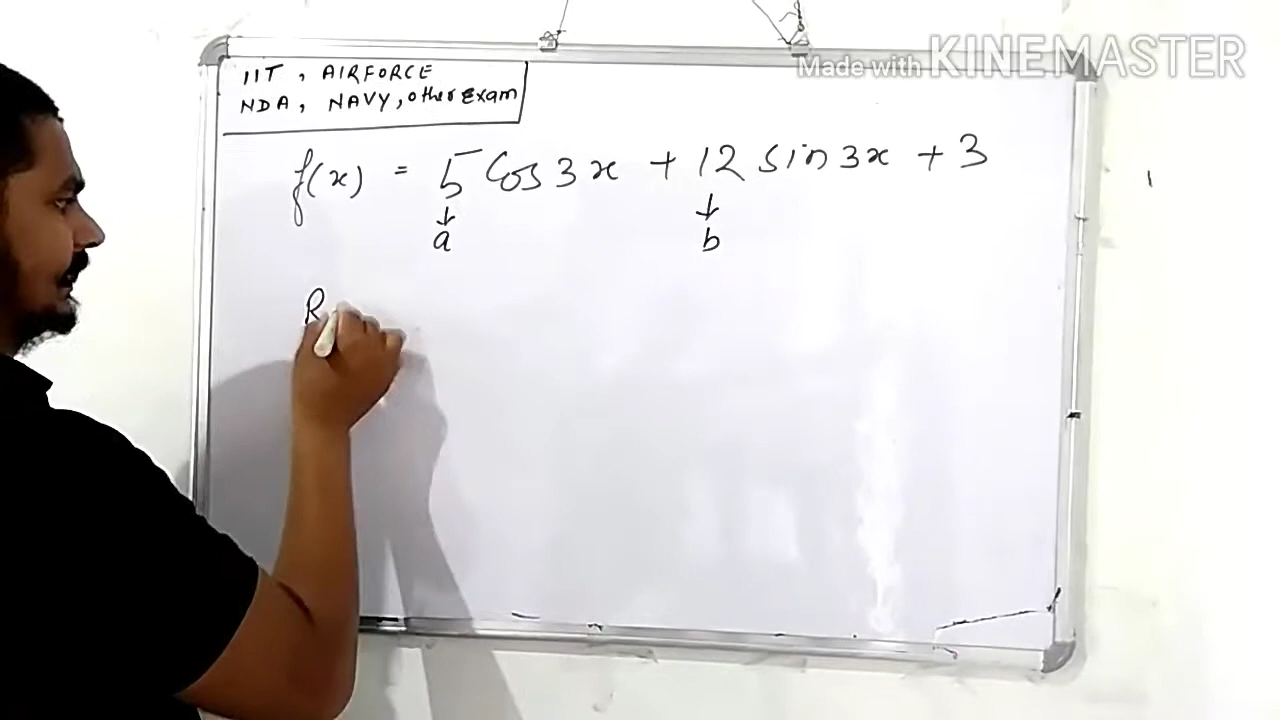 Made with KINEMASTER
IIT, AIRFORCE
NDA, NAVY, other Exam
f(x) = 5 Cos 3x + 12 sin 3x + 3
↓ ↓
a b
R